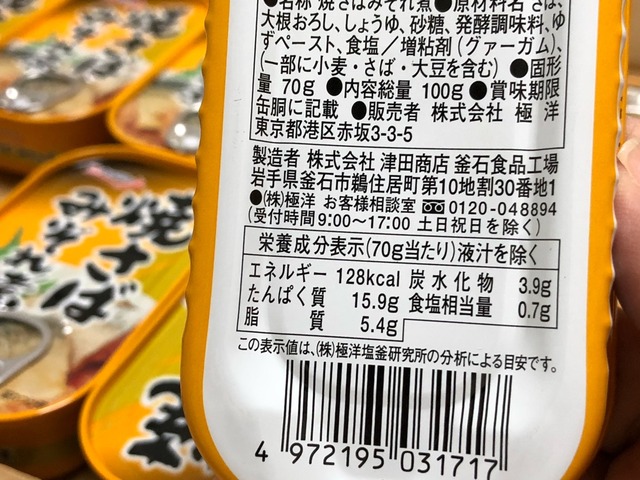 ●名称 焼さばみぞれ煮●原材料名 さば、
大根おろし、しょうゆ、砂糖、発酵調味料、ゆ
ずペースト、食塩／増粘剤（グァーガム）、
（一部に小麦・さば・大豆を含む）●固形
量 70g ●内容総量 100g ●賞味期限
缶胴に記載 ●販売者 株式会社 極洋
東京都港区赤坂3-3-5
製造者 株式会社 津田商店 釜石食品工場
岩手県釜石市鵜住居町第10地割30番地1
●(株)極洋 お客様相談室 0120-048894
(受付時間9:00〜17:00 土日祝日を除く)
栄養成分表示(70g当たり)液汁を除く
エネルギー 128kcal 炭水化物 3.9g
たんぱく質 15.9g 食塩相当量 0.7g
脂質 5.4g
この表示値は、(株)極洋塩釜研究所の分析による目安です。
4 972195 031717
焼さば
みぞれ煮